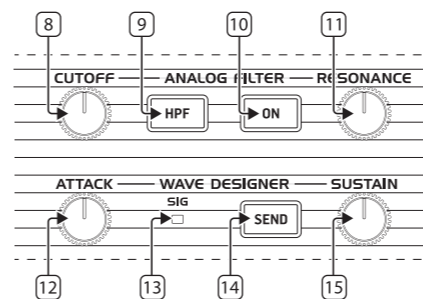 8 9 10 11
CUTOFF ANALOG FILTER RESONANCE
HPF ON
ATTACK WAVE DESIGNER SUSTAIN
SIG
SEND
12 13 14 15